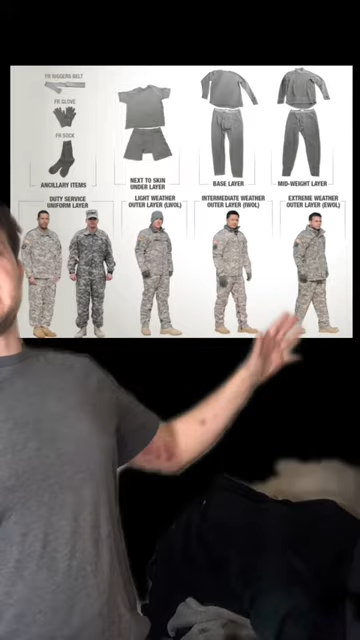 FR RIGGERS BELT
FR GLOVE
FR SOCK
ANCILLARY ITEMS
NEXT TO SKIN
UNDER LAYER
BASE LAYER
MID-WEIGHT LAYER
DUTY SERVICE
UNIFORM LAYER
LIGHT WEATHER
OUTER LAYER (LWOL)
INTERMEDIATE WEATHER
OUTER LAYER (IWOL)
EXTREME WEATHER
OUTER LAYER (EWOL)